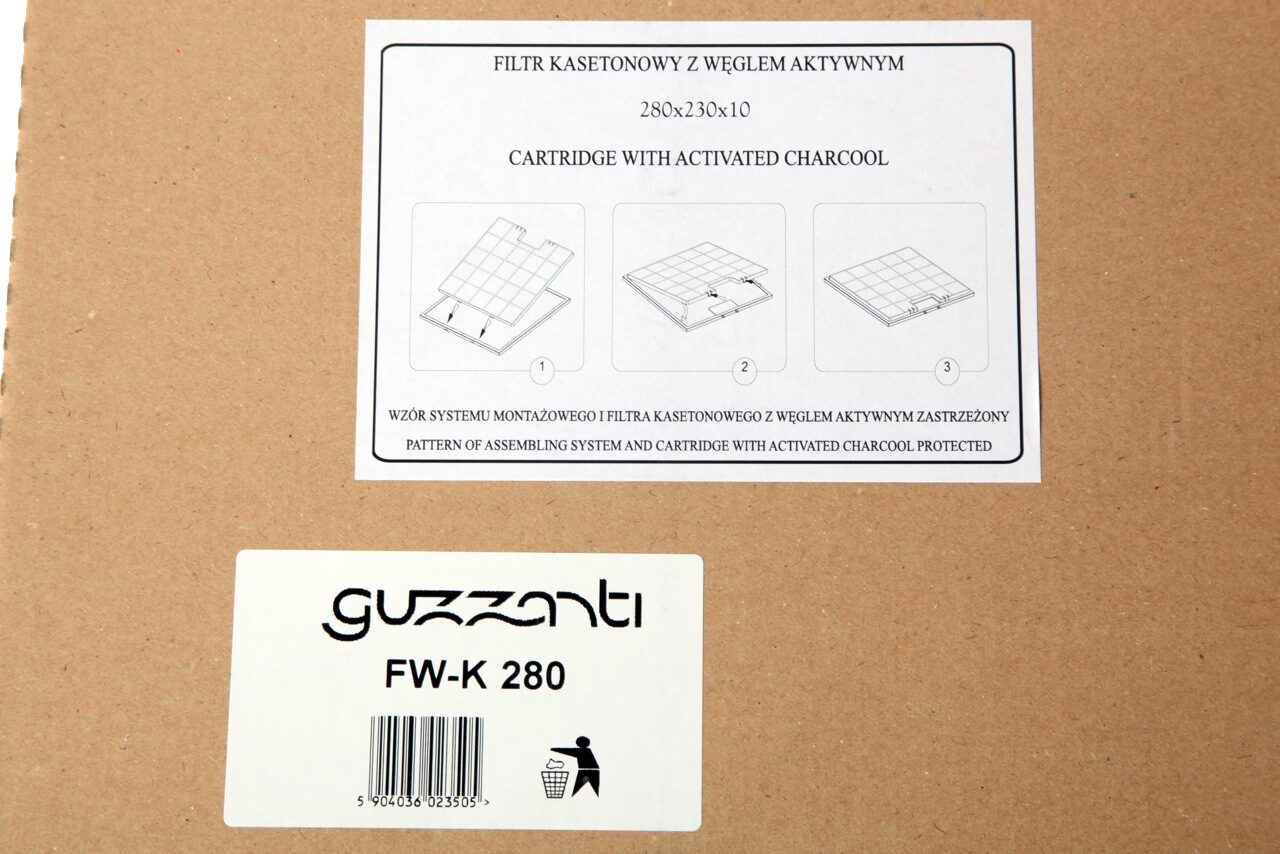 FILTR KASETONOWY Z WĘGLEM AKTYWNYM
280x230x10
CARTRIDGE WITH ACTIVATED CHARCOOL
1
2
3
WZÓR SYSTEMU MONTAŻOWEGO I FILTRA KASETONOWEGO Z WĘGLEM AKTYWNYM ZASTRZEŻONY
PATTERN OF ASSEMBLING SYSTEM AND CARTRIDGE WITH ACTIVATED CHARCOOL PROTECTED
guzzanti
FW-K 280
5 904036 023505 >